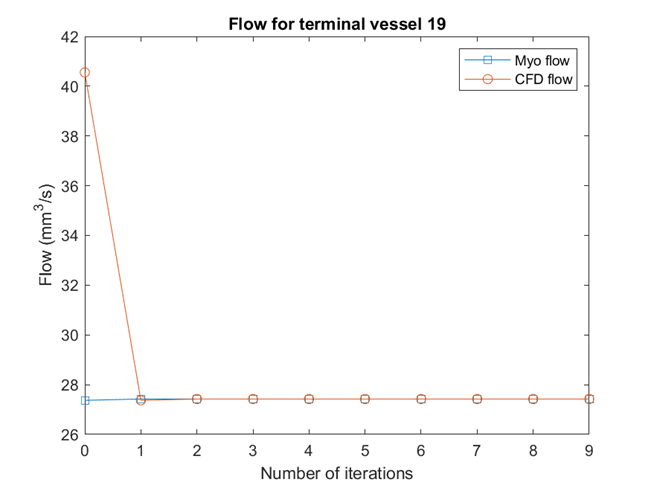 Flow for terminal vessel 19
Myo flow
CFD flow
Flow (mm³/s)
42
40
38
36
34
32
30
28
26
0 1 2 3 4 5 6 7 8 9
Number of iterations